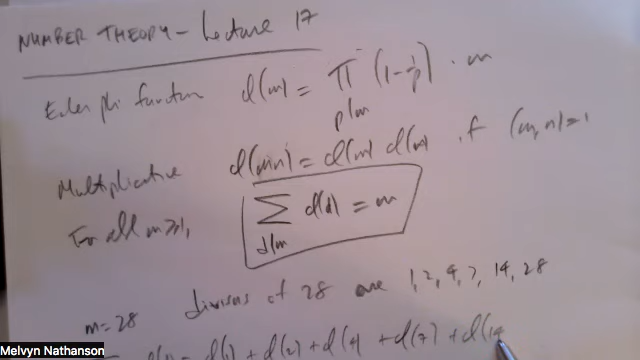 NUMBER THEORY - Lecture 17
Euler phi function φ(m) = ∏ (1 - 1/p) · m
p|m
Multiplicative φ(mn) = φ(m) φ(n) if (m,n)=1
For all m≥1, ∑ φ(d) = m
d|m
m=28 divisors of 28 are 1,2,4,7,14,28
φ(1) + φ(2) + φ(4) + φ(7) + φ(14
Melvyn Nathanson